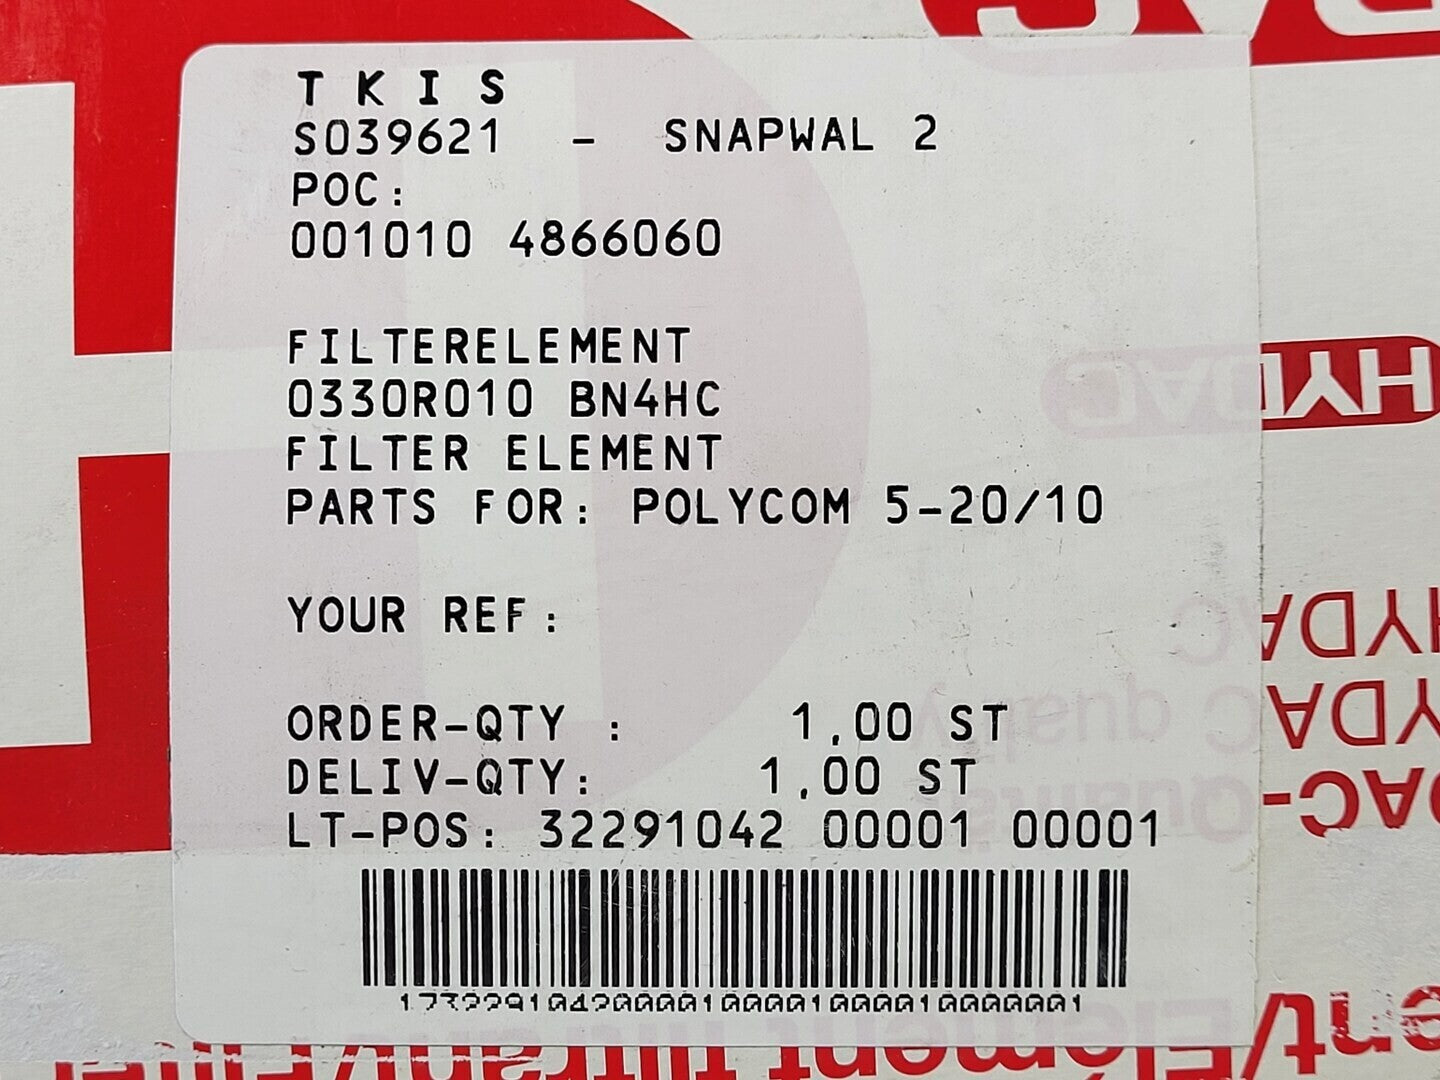 T K I S
S039621 - SNAPWAL 2
POC:
001010 4866060
FILTERELEMENT
0330R010 BN4HC
FILTER ELEMENT
PARTS FOR: POLYCOM 5-20/10
YOUR REF:
ORDER-QTY : 1,00 ST
DELIV-QTY: 1,00 ST
LT-POS: 32291042 00001 00001
HYDAC
HYDAC